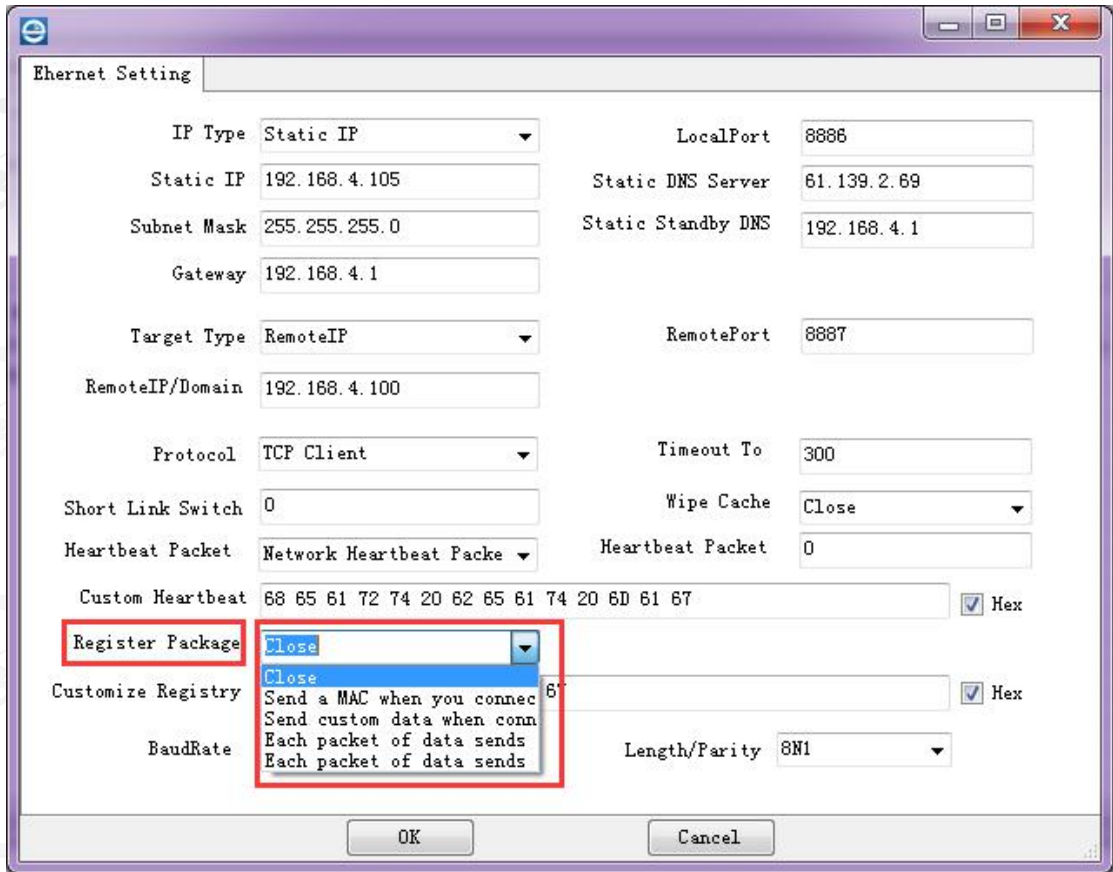 Ehernet Setting
IP Type Static IP LocalPort 8886
Static IP 192.168.4.105 Static DNS Server 61.139.2.69
Subnet Mask 255.255.255.0 Static Standby DNS 192.168.4.1
Gateway 192.168.4.1
Target Type RemoteIP RemotePort 8887
RemoteIP/Domain 192.168.4.100
Protocol TCP Client Timeout To 300
Short Link Switch 0 Wipe Cache Close
Heartbeat Packet Network Heartbeat Packe Heartbeat Packet 0
Custom Heartbeat 68 65 61 72 74 20 62 65 61 74 20 6D 61 67 Hex
Register Package Close
Close
Customize Registry Send a MAC when you connec 67 Hex
Send custom data when conn
BaudRate Each packet of data sends Length/Parity 8N1
Each packet of data sends
OK Cancel